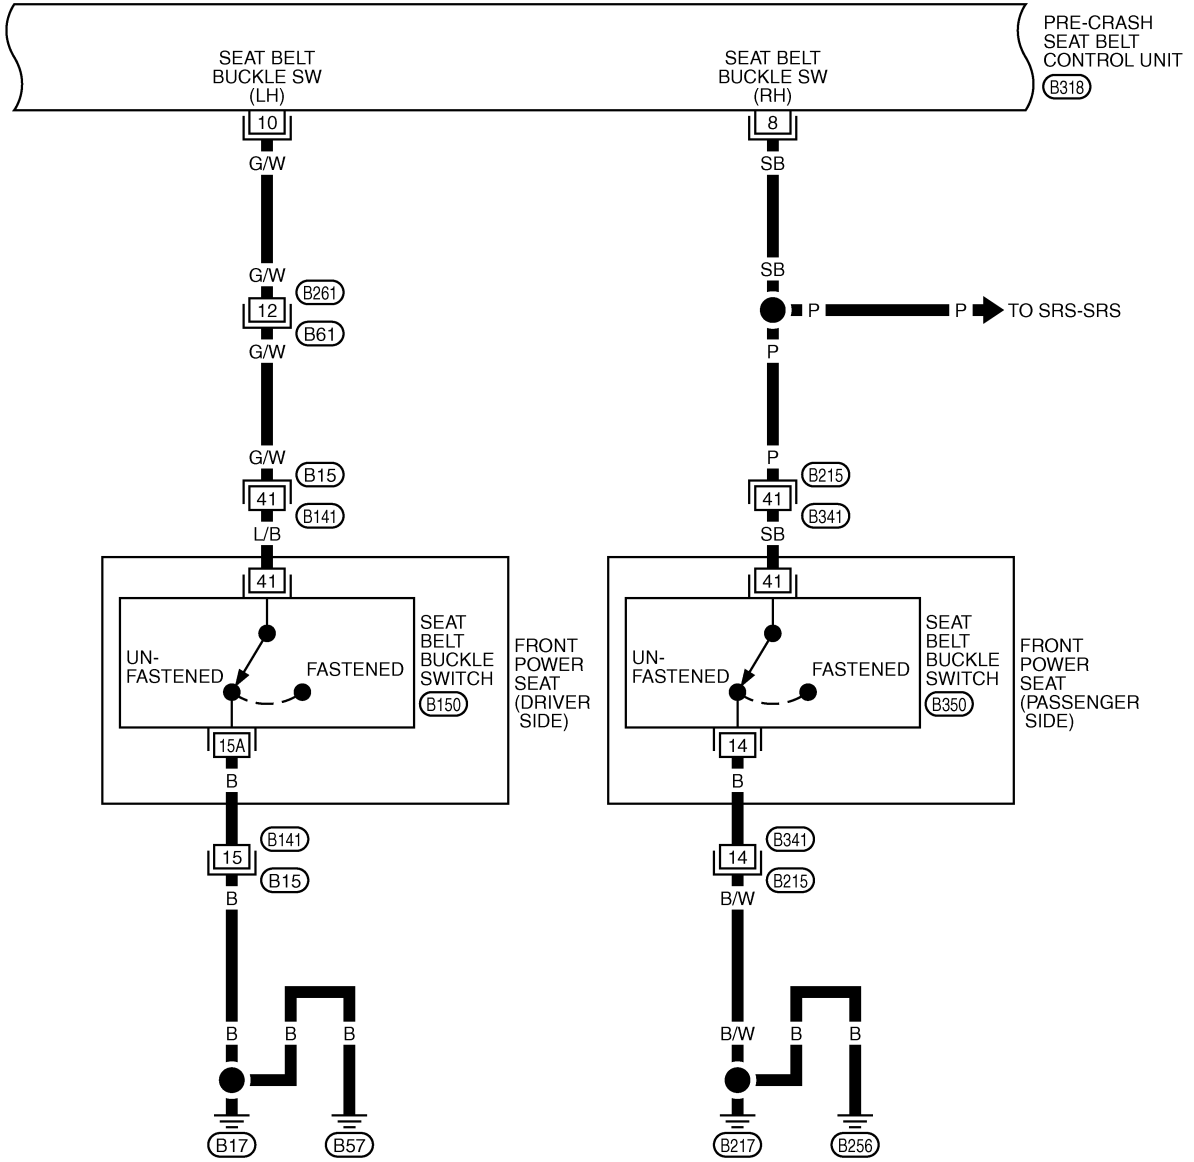 PRE-CRASH
SEAT BELT
CONTROL UNIT
B318
SEAT BELT
BUCKLE SW
(LH)
SEAT BELT
BUCKLE SW
(RH)
10
8
G/W
SB
G/W
SB
B261
12
P
P
TO SRS-SRS
B61
G/W
P
G/W
P
B15
B215
41
41
B141
B341
L/B
SB
41
41
UN-
FASTENED
FASTENED
SEAT
BELT
BUCKLE
SWITCH
B150
FRONT
POWER
SEAT
(DRIVER
SIDE)
UN-
FASTENED
FASTENED
SEAT
BELT
BUCKLE
SWITCH
B350
FRONT
POWER
SEAT
(PASSENGER
SIDE)
15A
14
B
B
B141
B341
15
14
B15
B215
B
B/W
B
B
B
B/W
B
B
B17
B57
B217
B256